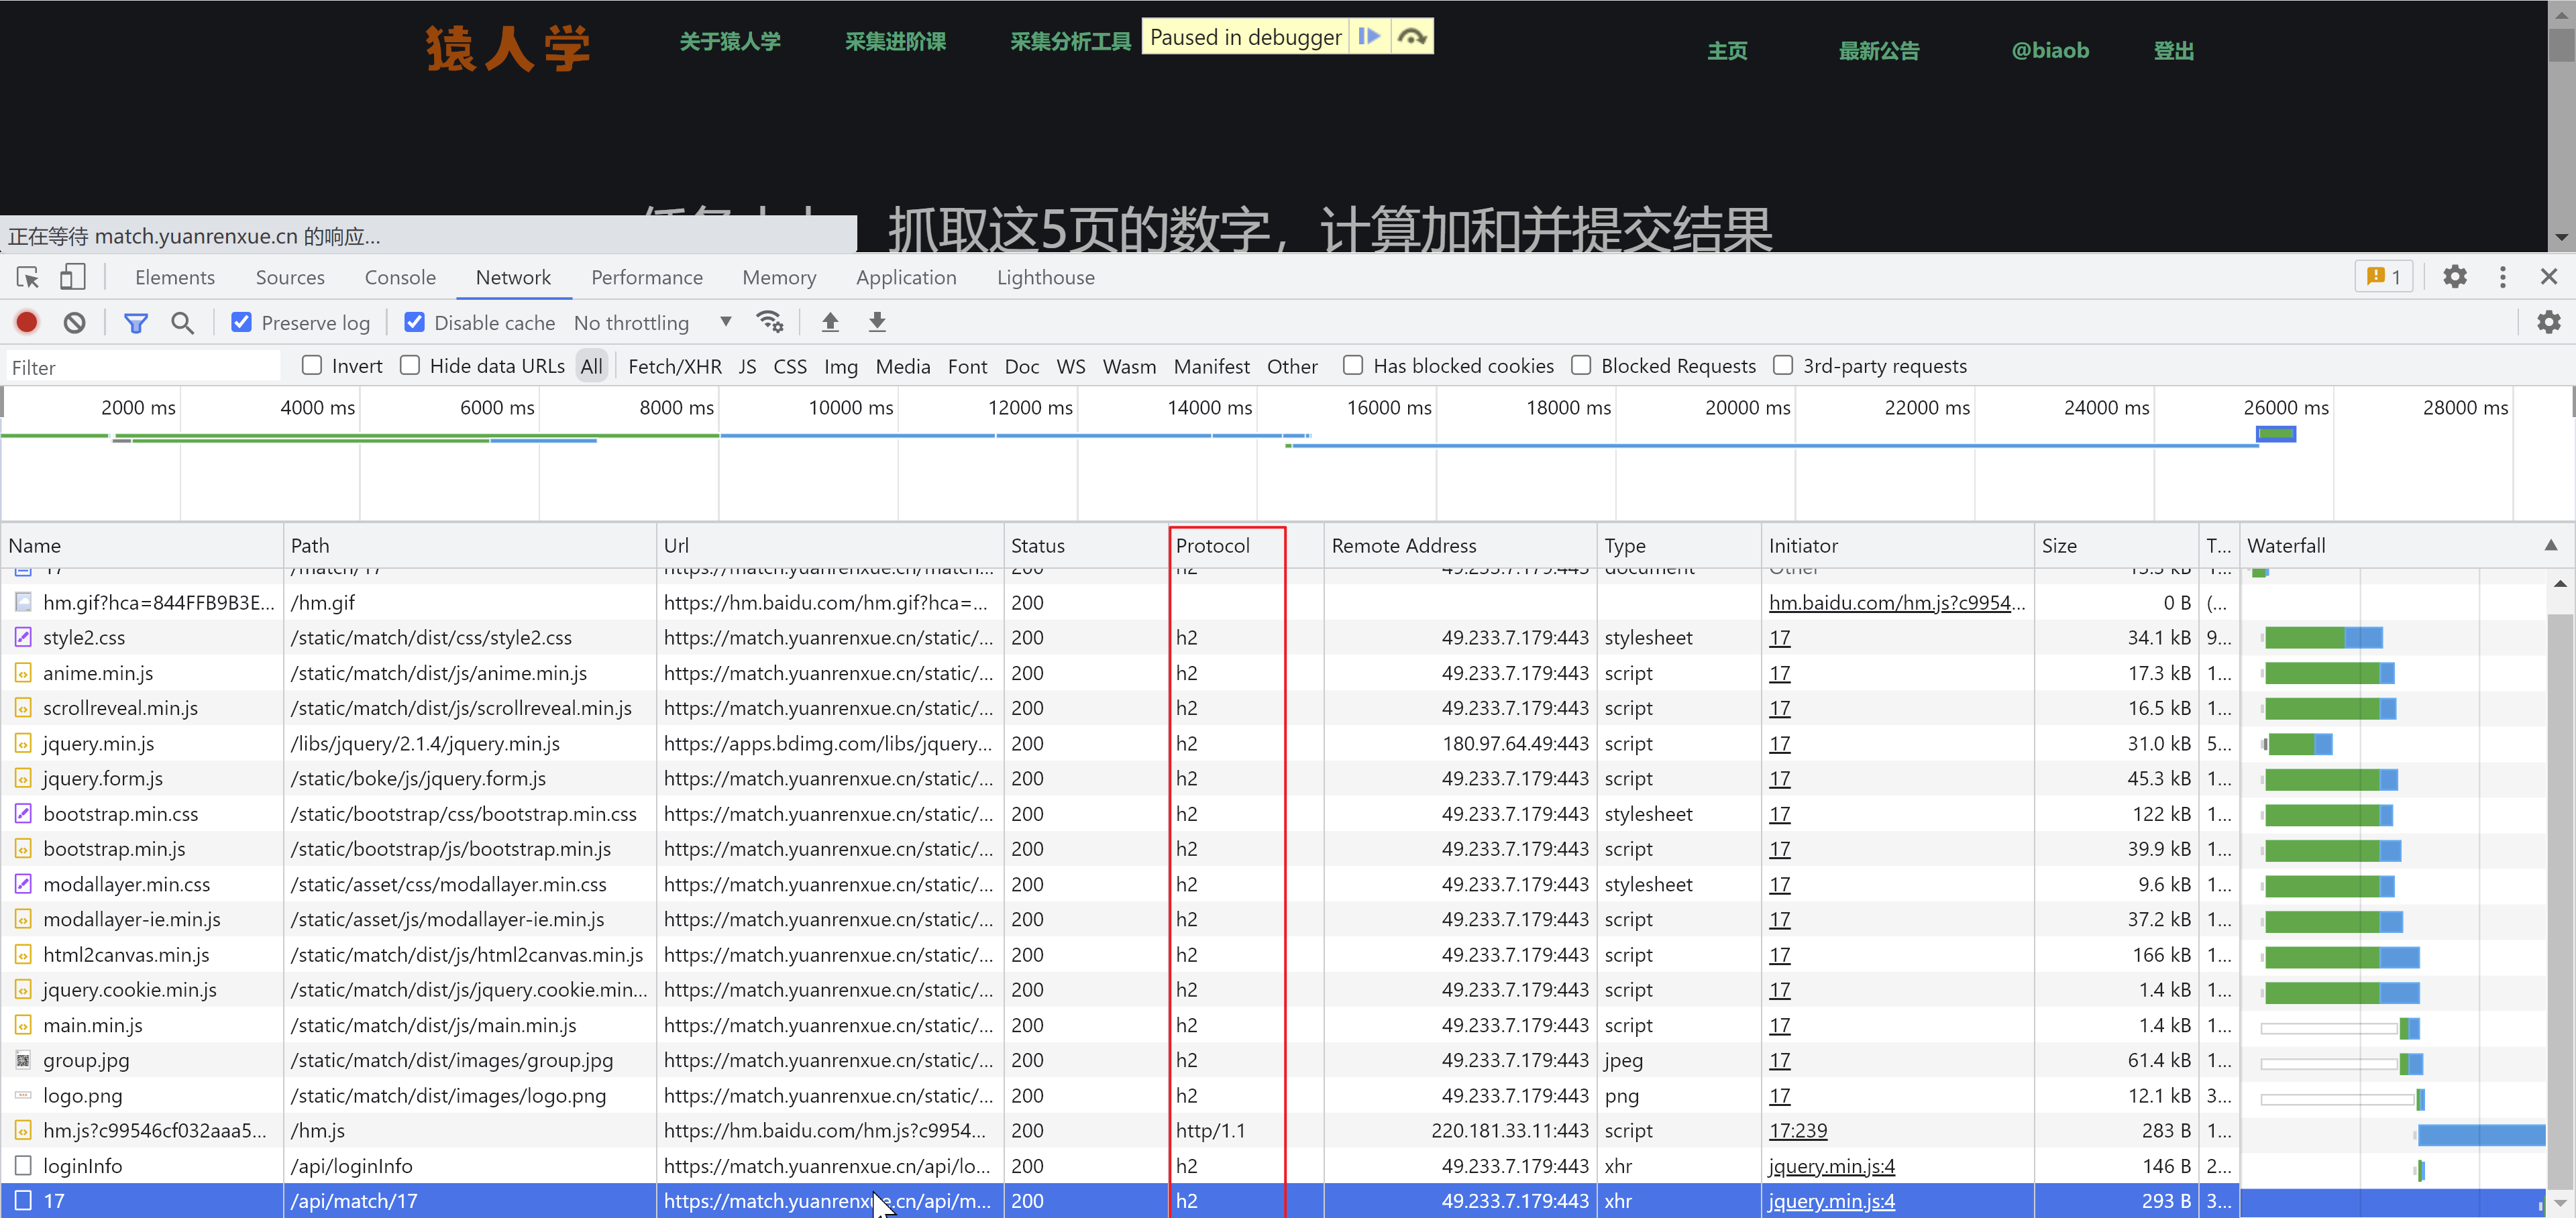 猿人学 关于猿人学 采集进阶课 采集分析工具 Paused in debugger 主页 最新公告 @biaob 登出
抓取这5页的数字，计算加和并提交结果
正在等待 match.yuanrenxue.cn 的响应...
Elements Sources Console Network Performance Memory Application Lighthouse 1
Preserve log Disable cache No throttling
Filter Invert Hide data URLs All Fetch/XHR JS CSS Img Media Font Doc WS Wasm Manifest Other Has blocked cookies Blocked Requests 3rd-party requests
2000 ms 4000 ms 6000 ms 8000 ms 10000 ms 12000 ms 14000 ms 16000 ms 18000 ms 20000 ms 22000 ms 24000 ms 26000 ms 28000 ms
Name Path Url Status Protocol Remote Address Type Initiator Size T... Waterfall
17 /match/17 https://match.yuanrenxue.cn/match... 200 h2 49.233.7.179:443 document Other 1...
hm.gif?hca=844FFB9B3E... /hm.gif https://hm.baidu.com/hm.gif?hca=... 200 hm.baidu.com/hm.js?c9954... 0 B (...
style2.css /static/match/dist/css/style2.css https://match.yuanrenxue.cn/static/... 200 h2 49.233.7.179:443 stylesheet 17 34.1 kB 9...
anime.min.js /static/match/dist/js/anime.min.js https://match.yuanrenxue.cn/static/... 200 h2 49.233.7.179:443 script 17 17.3 kB 1...
scrollreveal.min.js /static/match/dist/js/scrollreveal.min.js https://match.yuanrenxue.cn/static/... 200 h2 49.233.7.179:443 script 17 16.5 kB 1...
jquery.min.js /libs/jquery/2.1.4/jquery.min.js https://apps.bdimg.com/libs/jquery... 200 h2 180.97.64.49:443 script 17 31.0 kB 5...
jquery.form.js /static/boke/js/jquery.form.js https://match.yuanrenxue.cn/static/... 200 h2 49.233.7.179:443 script 17 45.3 kB 1...
bootstrap.min.css /static/bootstrap/css/bootstrap.min.css https://match.yuanrenxue.cn/static/... 200 h2 49.233.7.179:443 stylesheet 17 122 kB 1...
bootstrap.min.js /static/bootstrap/js/bootstrap.min.js https://match.yuanrenxue.cn/static/... 200 h2 49.233.7.179:443 script 17 39.9 kB 1...
modallayer.min.css /static/asset/css/modallayer.min.css https://match.yuanrenxue.cn/static/... 200 h2 49.233.7.179:443 stylesheet 17 9.6 kB 1...
modallayer-ie.min.js /static/asset/js/modallayer-ie.min.js https://match.yuanrenxue.cn/static/... 200 h2 49.233.7.179:443 script 17 37.2 kB 1...
html2canvas.min.js /static/match/dist/js/html2canvas.min.js https://match.yuanrenxue.cn/static/... 200 h2 49.233.7.179:443 script 17 166 kB 1...
jquery.cookie.min.js /static/match/dist/js/jquery.cookie.min... https://match.yuanrenxue.cn/static/... 200 h2 49.233.7.179:443 script 17 1.4 kB 1...
main.min.js /static/match/dist/js/main.min.js https://match.yuanrenxue.cn/static/... 200 h2 49.233.7.179:443 script 17 1.4 kB 1...
group.jpg /static/match/dist/images/group.jpg https://match.yuanrenxue.cn/static/... 200 h2 49.233.7.179:443 jpeg 17 61.4 kB 1...
logo.png /static/match/dist/images/logo.png https://match.yuanrenxue.cn/static/... 200 h2 49.233.7.179:443 png 17 12.1 kB 3...
hm.js?c99546cf032aaa5... /hm.js https://hm.baidu.com/hm.js?c9954... 200 http/1.1 220.181.33.11:443 script 17:239 283 B 1...
loginInfo /api/loginInfo https://match.yuanrenxue.cn/api/lo... 200 h2 49.233.7.179:443 xhr jquery.min.js:4 146 B 2...
17 /api/match/17 https://match.yuanrenxue.cn/api/m... 200 h2 49.233.7.179:443 xhr jquery.min.js:4 293 B 3...